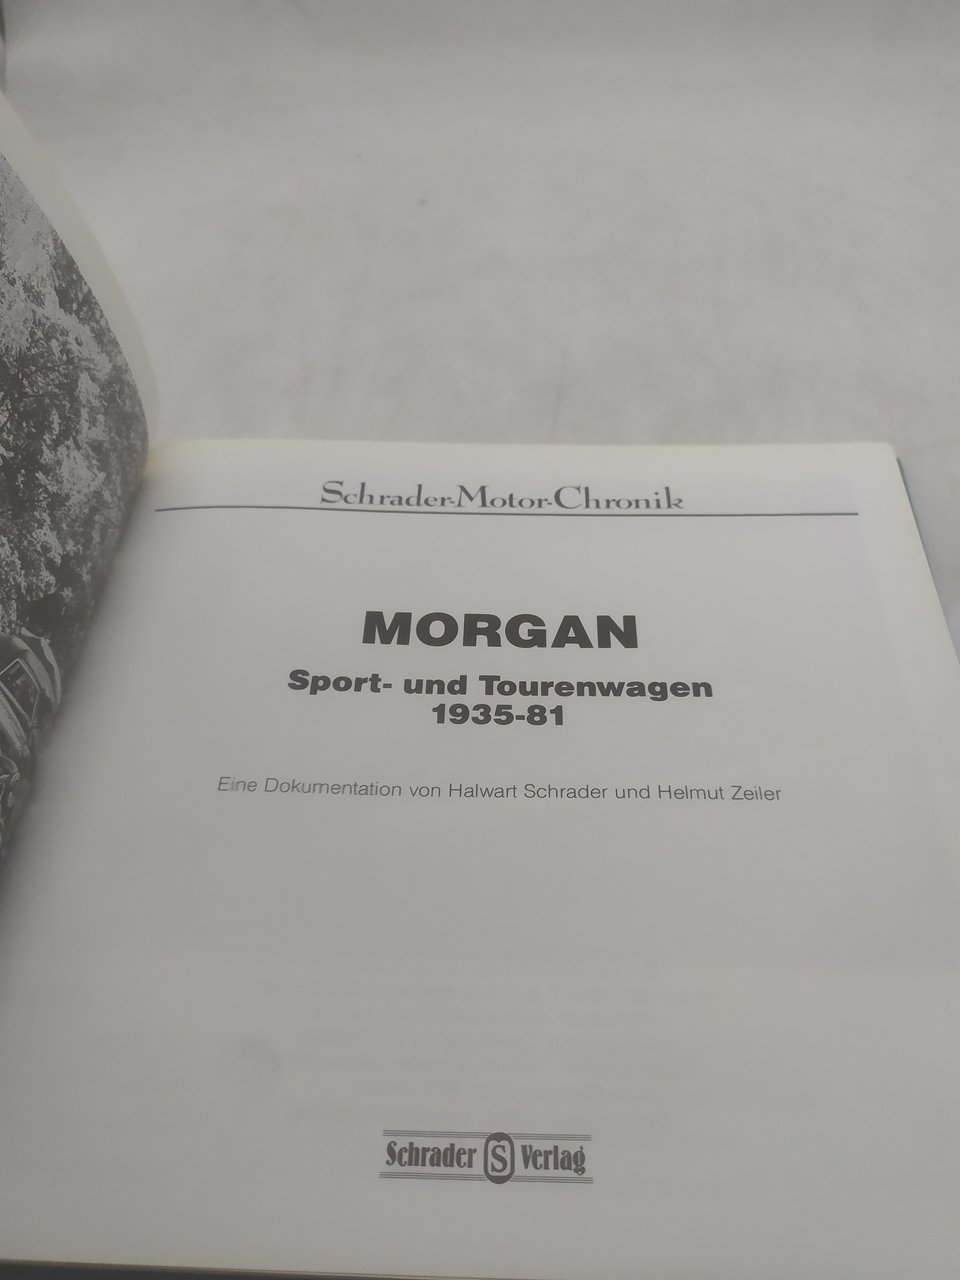 Schrader-Motor-Chronik
MORGAN
Sport- und Tourenwagen
1935-81
Eine Dokumentation von Halwart Schrader und Helmut Zeiler
Schrader S Verlag